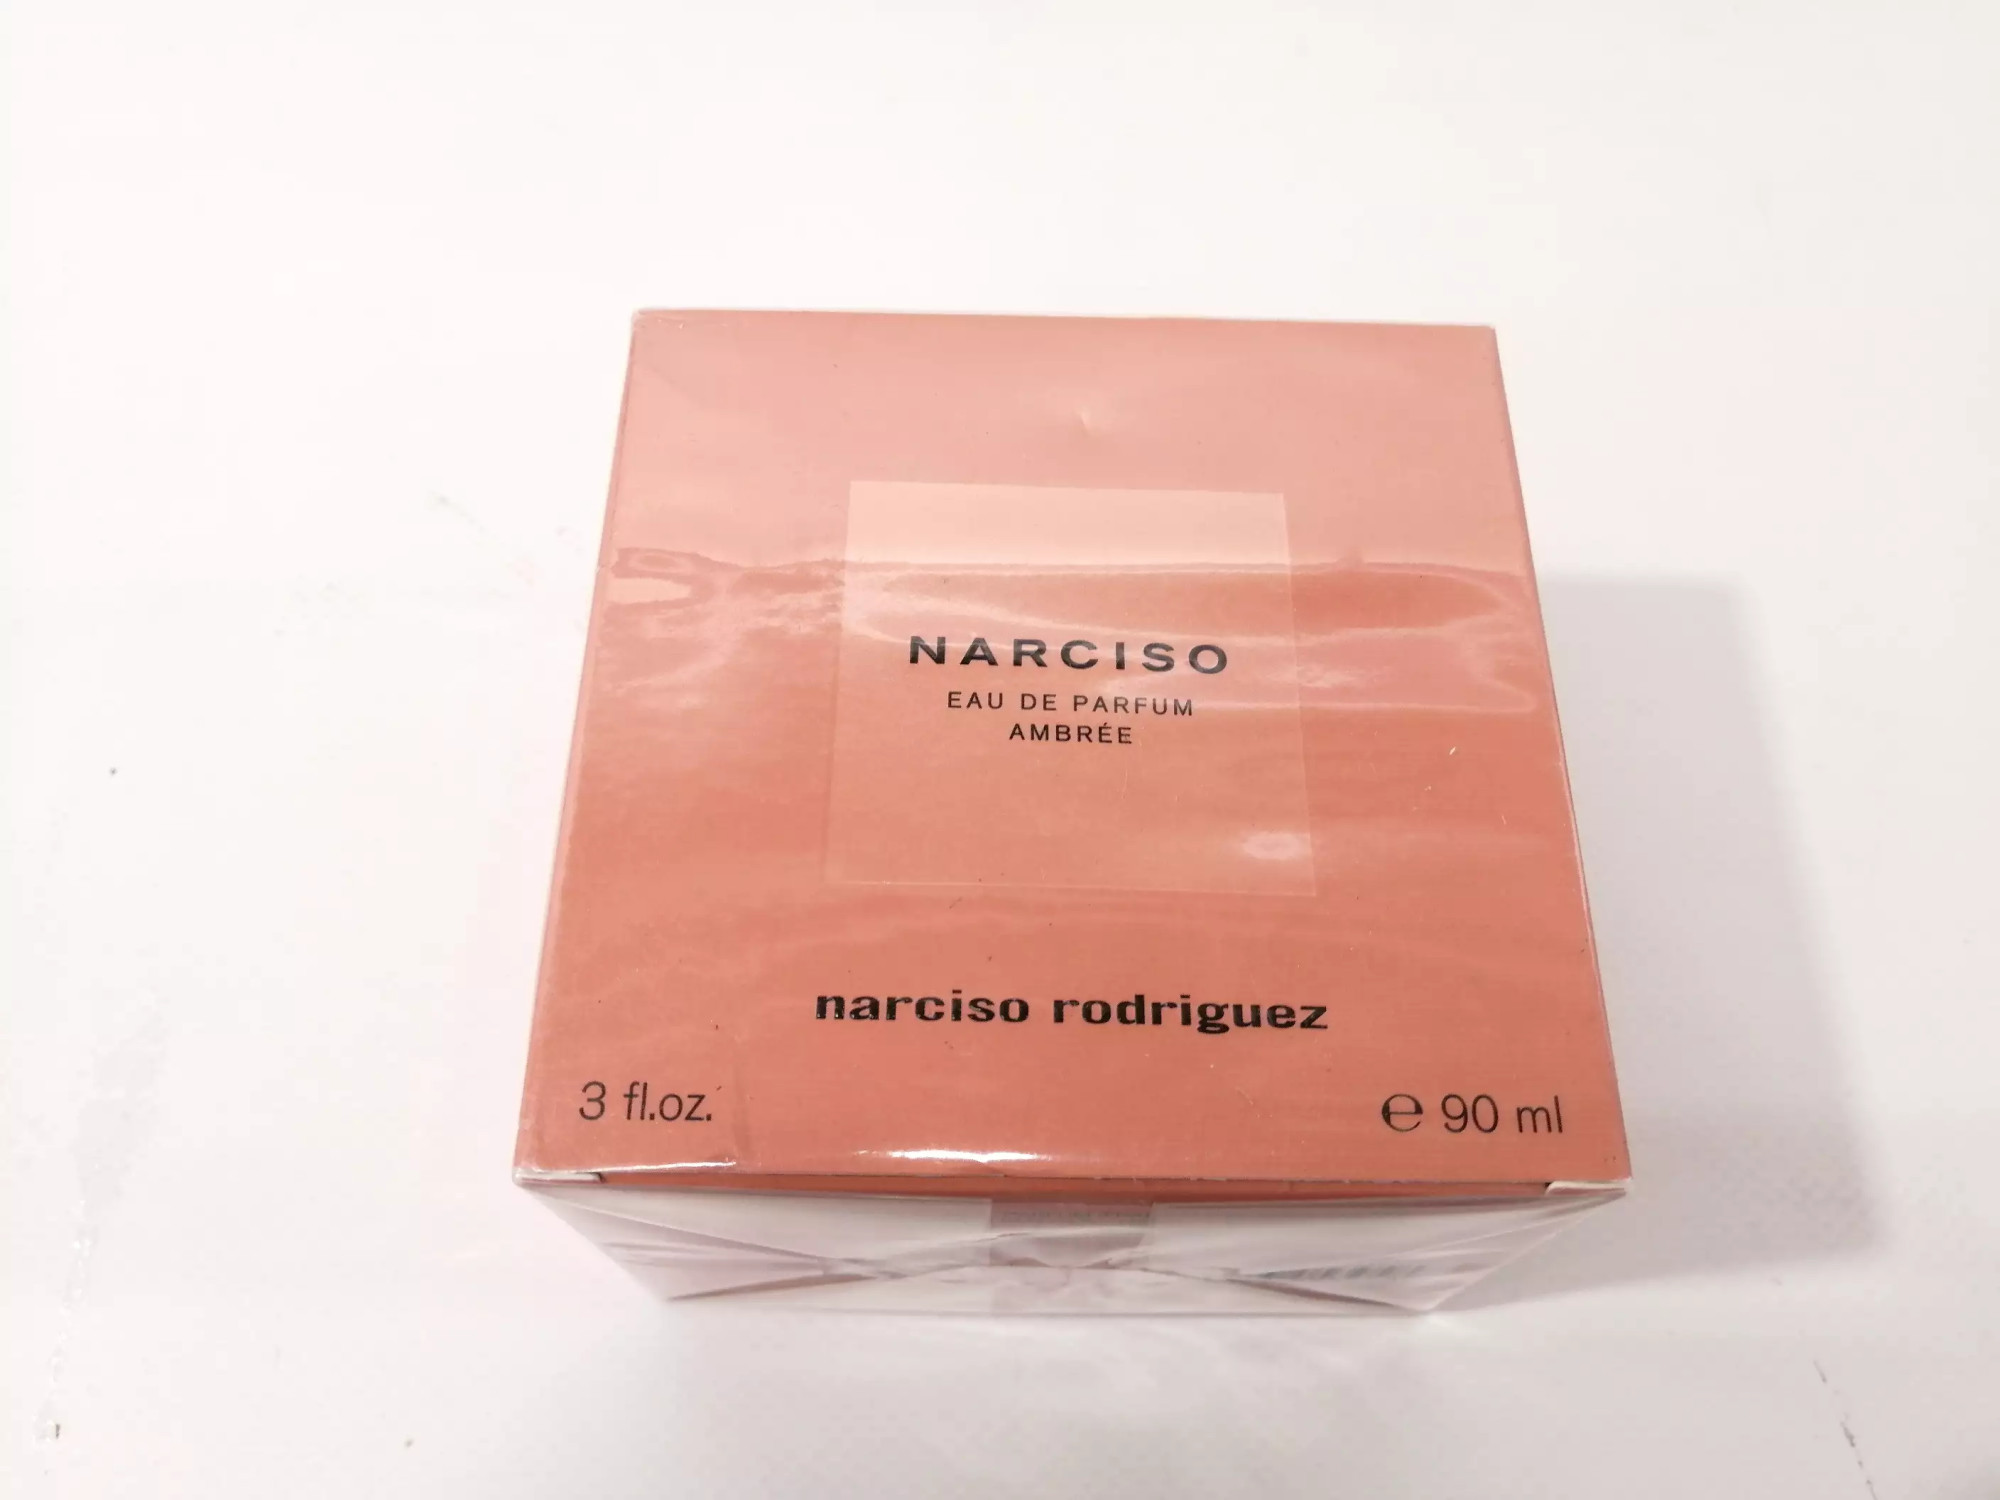 NARCISO
EAU DE PARFUM
AMBRÉE
narciso rodriguez
3 fl.oz.
℮ 90 ml